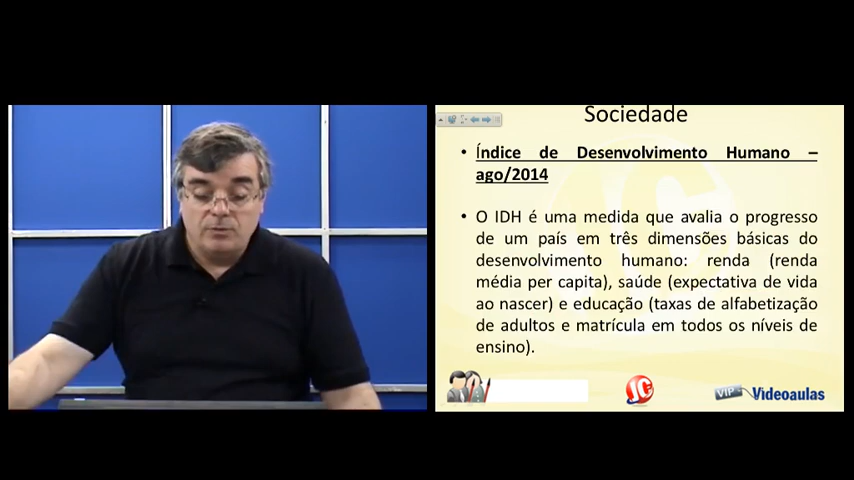 Sociedade
• Índice de Desenvolvimento Humano –
ago/2014
• O IDH é uma medida que avalia o progresso
de um país em três dimensões básicas do
desenvolvimento humano: renda (renda
média per capita), saúde (expectativa de vida
ao nascer) e educação (taxas de alfabetização
de adultos e matrícula em todos os níveis de
ensino).
JC
VIP Videoaulas